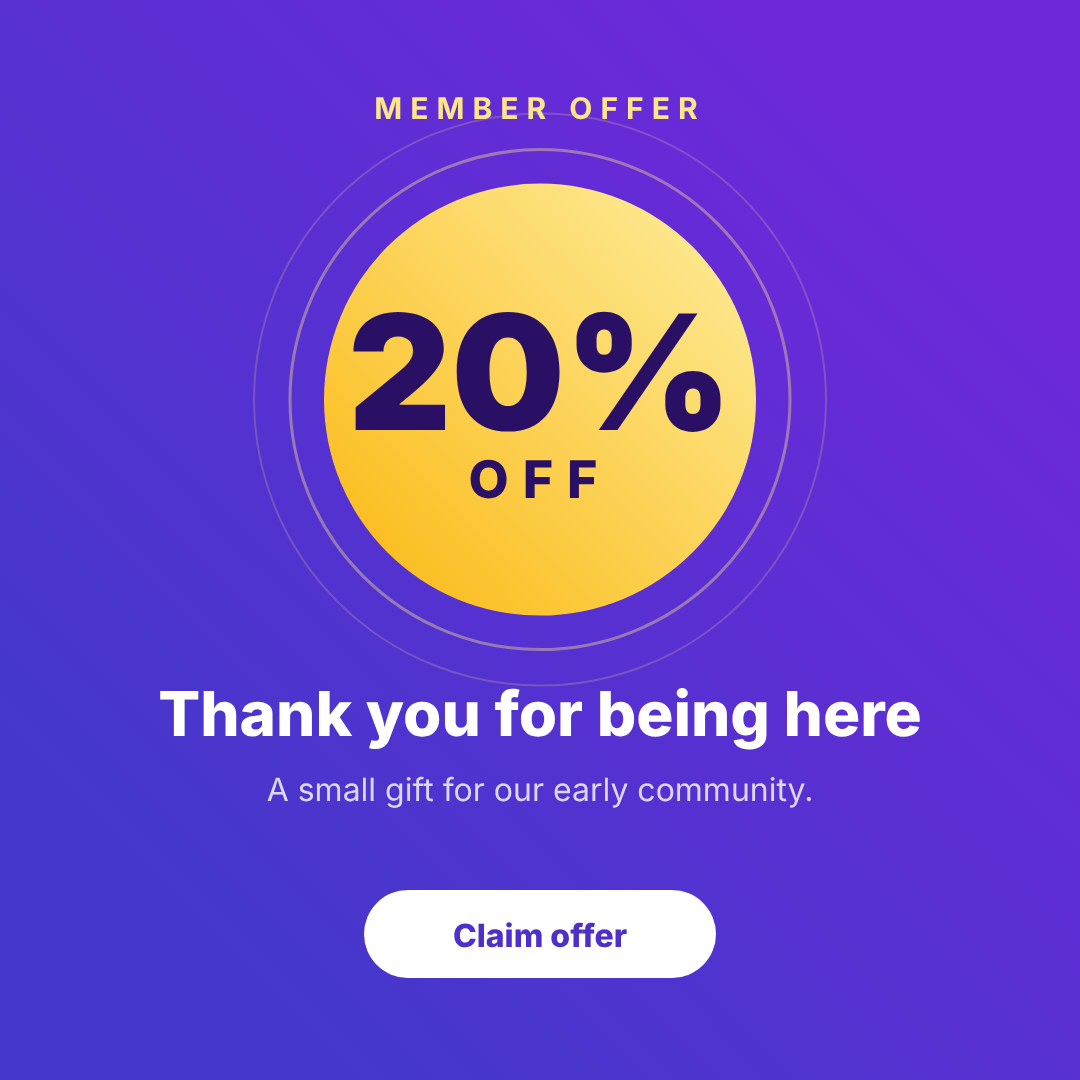 MEMBER OFFER
20%
OFF
Thank you for being here
A small gift for our early community.
Claim offer